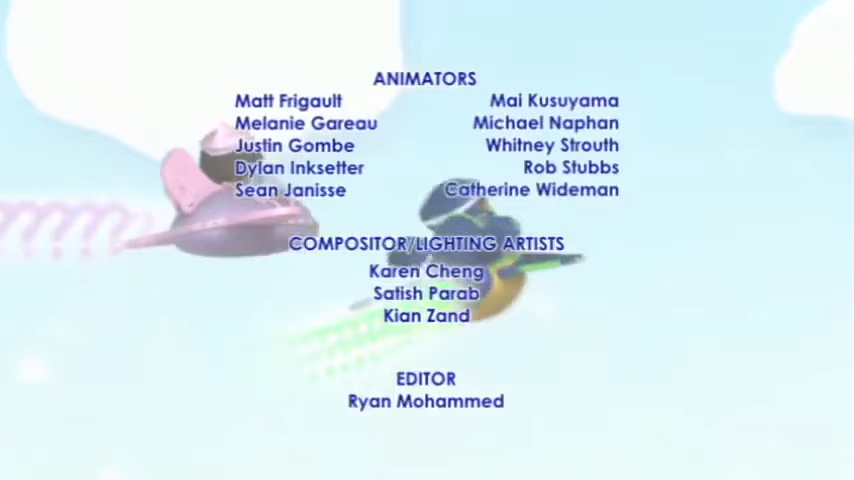 ANIMATORS
Matt Frigault Mai Kusuyama
Melanie Gareau Michael Naphan
Justin Gombe Whitney Strouth
Dylan Inksetter Rob Stubbs
Sean Janisse Catherine Wideman
COMPOSITOR/LIGHTING ARTISTS
Karen Cheng
Satish Parab
Kian Zand
EDITOR
Ryan Mohammed